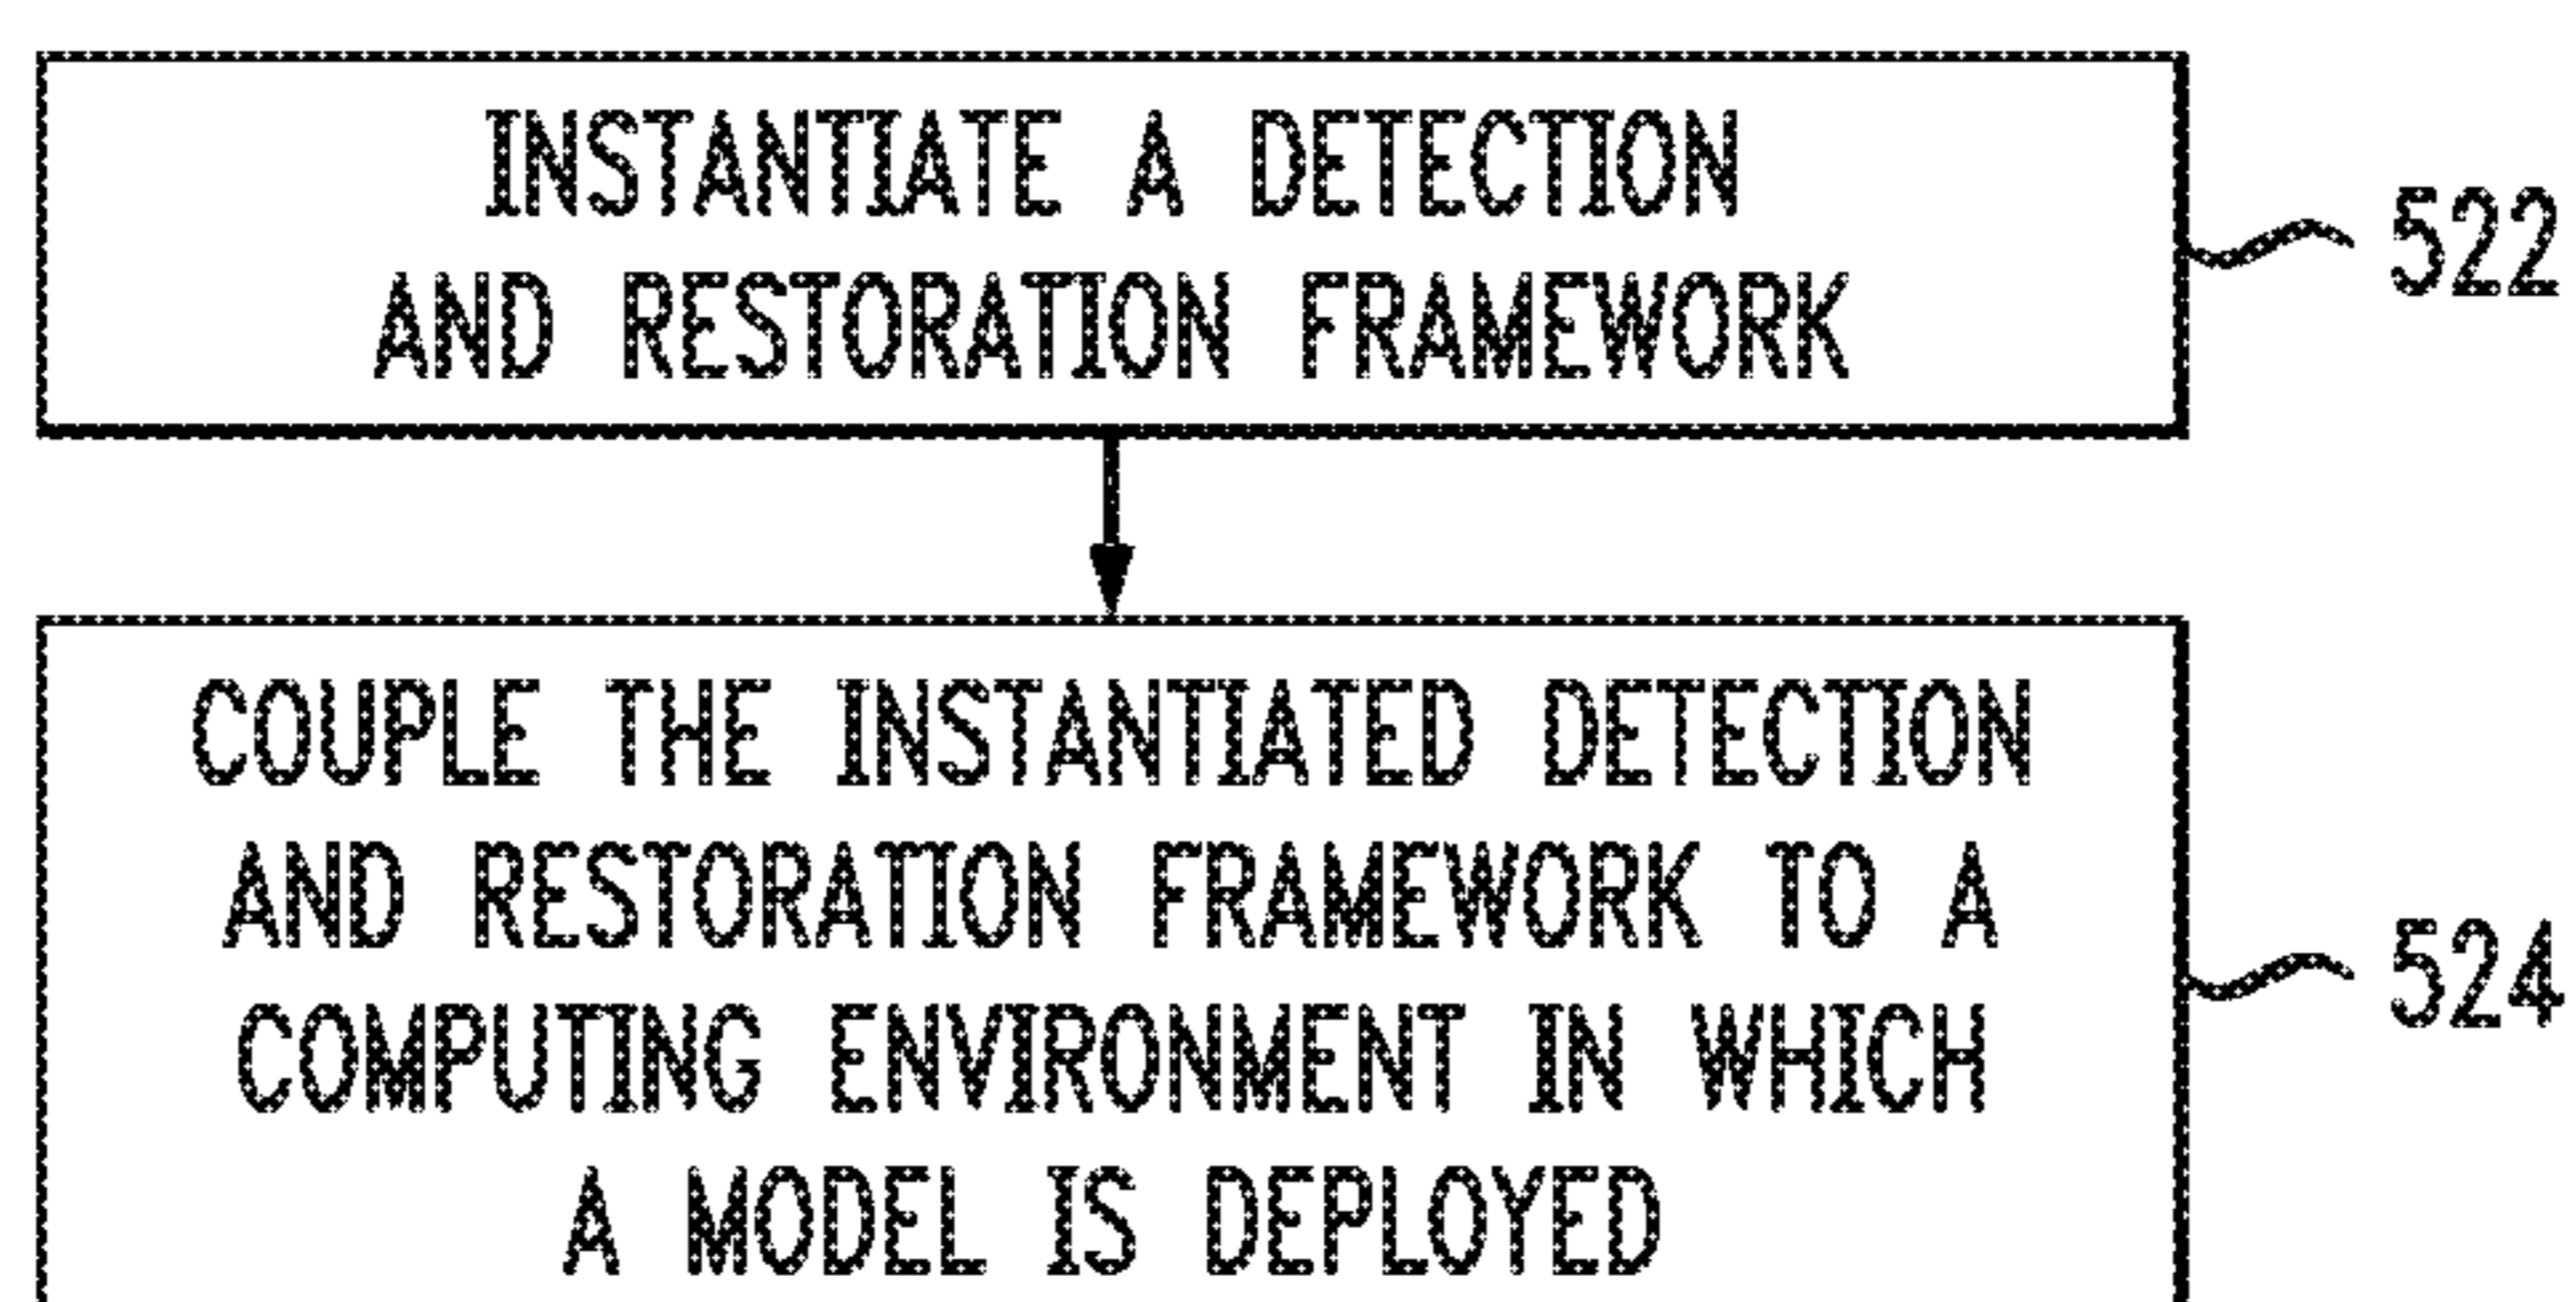 INSTANTIATE A DETECTION
AND RESTORATION FRAMEWORK
522
COUPLE THE INSTANTIATED DETECTION
AND RESTORATION FRAMEWORK TO A
COMPUTING ENVIRONMENT IN WHICH
A MODEL IS DEPLOYED
524